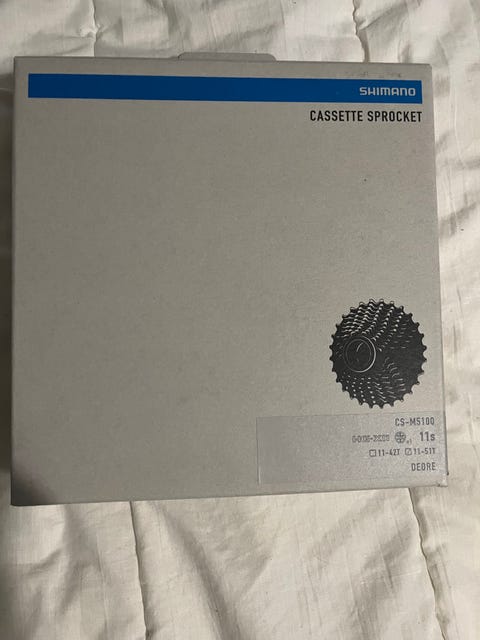 SHIMANO
CASSETTE SPROCKET
CS-M5100
11s
11-42T 11-51T
DEORE